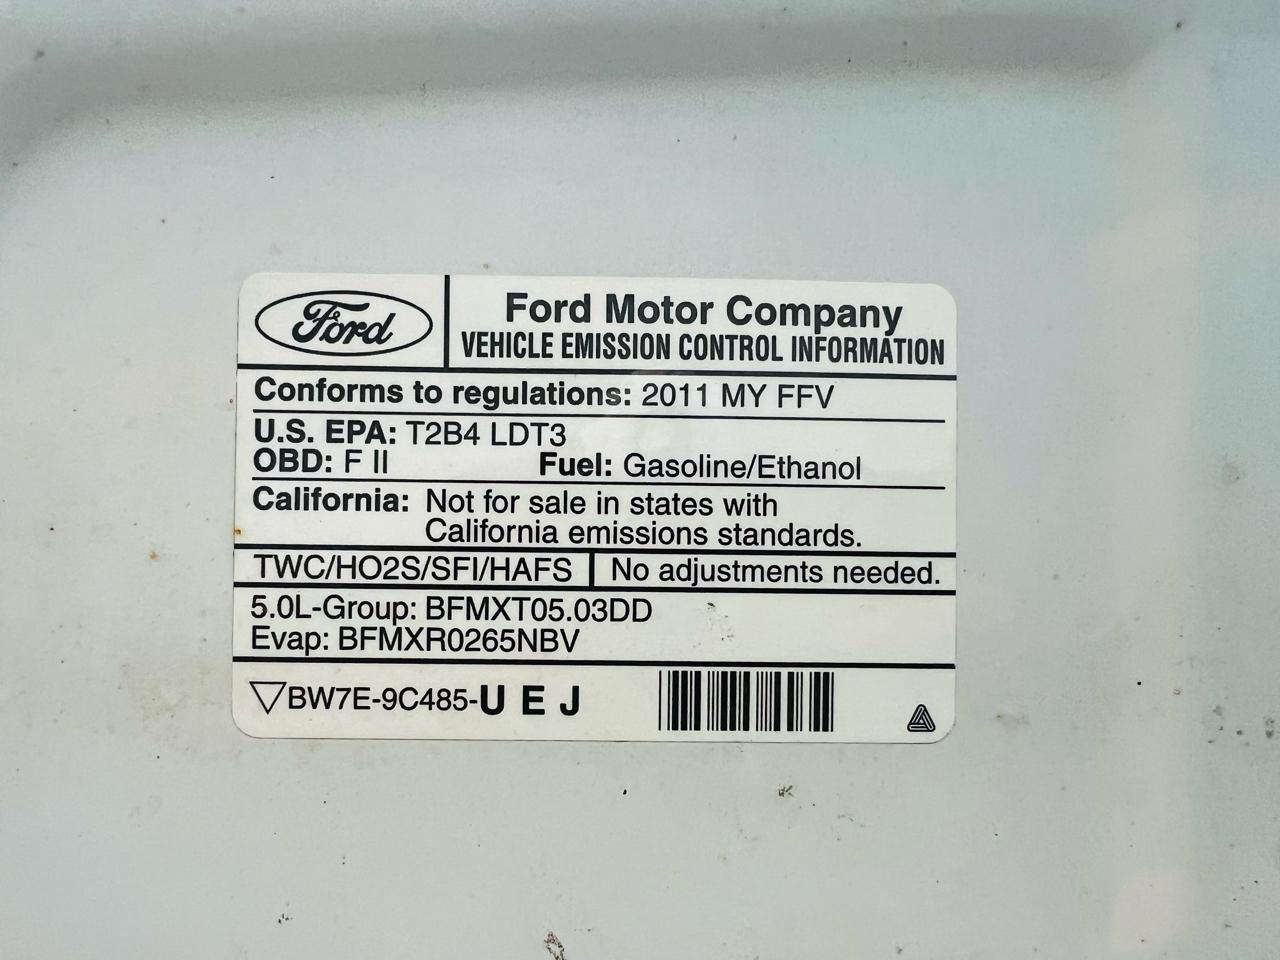 Ford
Ford Motor Company
VEHICLE EMISSION CONTROL INFORMATION
Conforms to regulations: 2011 MY FFV
U.S. EPA: T2B4 LDT3
OBD: F II Fuel: Gasoline/Ethanol
California: Not for sale in states with
California emissions standards.
TWC/HO2S/SFI/HAFS No adjustments needed.
5.0L-Group: BFMXT05.03DD
Evap: BFMXR0265NBV
BW7E-9C485-U E J